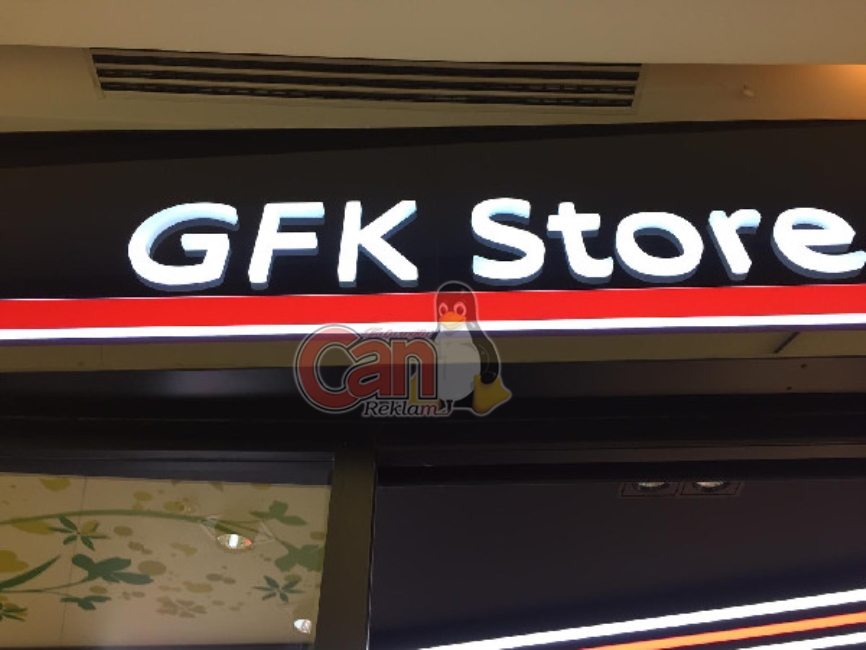 GFK Store
Can
Reklam